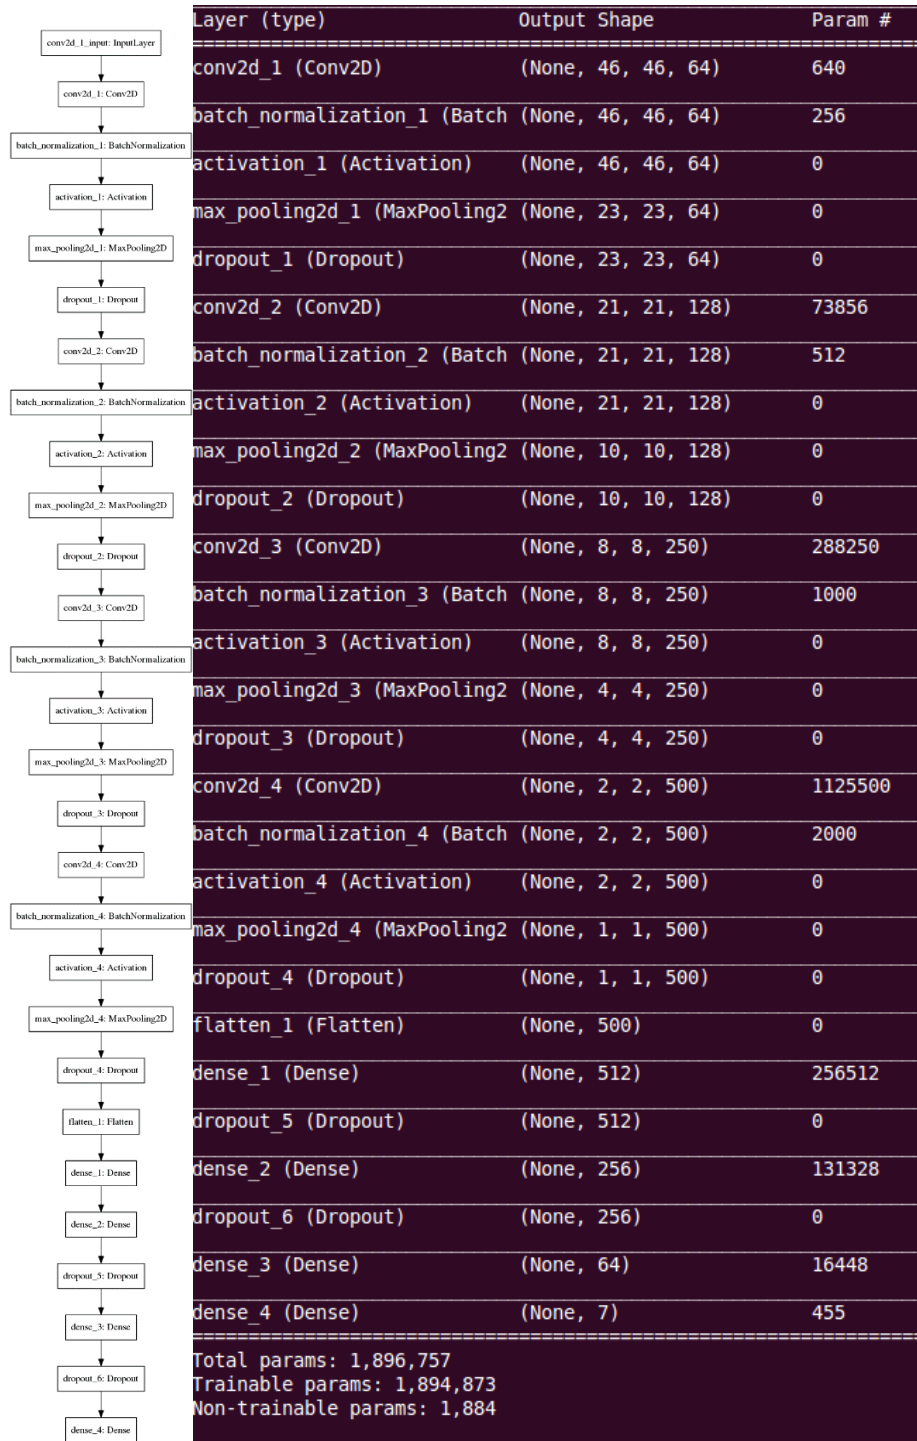 conv2d_1_input: InputLayer
conv2d_1: Conv2D
batch_normalization_1: BatchNormalization
activation_1: Activation
max_pooling2d_1: MaxPooling2D
dropout_1: Dropout
conv2d_2: Conv2D
batch_normalization_2: BatchNormalization
activation_2: Activation
max_pooling2d_2: MaxPooling2D
dropout_2: Dropout
conv2d_3: Conv2D
batch_normalization_3: BatchNormalization
activation_3: Activation
max_pooling2d_3: MaxPooling2D
dropout_3: Dropout
conv2d_4: Conv2D
batch_normalization_4: BatchNormalization
activation_4: Activation
max_pooling2d_4: MaxPooling2D
dropout_4: Dropout
flatten_1: Flatten
dense_1: Dense
dense_2: Dense
dropout_5: Dropout
dense_3: Dense
dropout_6: Dropout
dense_4: Dense
Layer (type) Output Shape Param #
conv2d_1 (Conv2D) (None, 46, 46, 64) 640
batch_normalization_1 (Batch (None, 46, 46, 64) 256
activation_1 (Activation) (None, 46, 46, 64) 0
max_pooling2d_1 (MaxPooling2 (None, 23, 23, 64) 0
dropout_1 (Dropout) (None, 23, 23, 64) 0
conv2d_2 (Conv2D) (None, 21, 21, 128) 73856
batch_normalization_2 (Batch (None, 21, 21, 128) 512
activation_2 (Activation) (None, 21, 21, 128) 0
max_pooling2d_2 (MaxPooling2 (None, 10, 10, 128) 0
dropout_2 (Dropout) (None, 10, 10, 128) 0
conv2d_3 (Conv2D) (None, 8, 8, 250) 288250
batch_normalization_3 (Batch (None, 8, 8, 250) 1000
activation_3 (Activation) (None, 8, 8, 250) 0
max_pooling2d_3 (MaxPooling2 (None, 4, 4, 250) 0
dropout_3 (Dropout) (None, 4, 4, 250) 0
conv2d_4 (Conv2D) (None, 2, 2, 500) 1125500
batch_normalization_4 (Batch (None, 2, 2, 500) 2000
activation_4 (Activation) (None, 2, 2, 500) 0
max_pooling2d_4 (MaxPooling2 (None, 1, 1, 500) 0
dropout_4 (Dropout) (None, 1, 1, 500) 0
flatten_1 (Flatten) (None, 500) 0
dense_1 (Dense) (None, 512) 256512
dropout_5 (Dropout) (None, 512) 0
dense_2 (Dense) (None, 256) 131328
dropout_6 (Dropout) (None, 256) 0
dense_3 (Dense) (None, 64) 16448
dense_4 (Dense) (None, 7) 455
Total params: 1,896,757
Trainable params: 1,894,873
Non-trainable params: 1,884